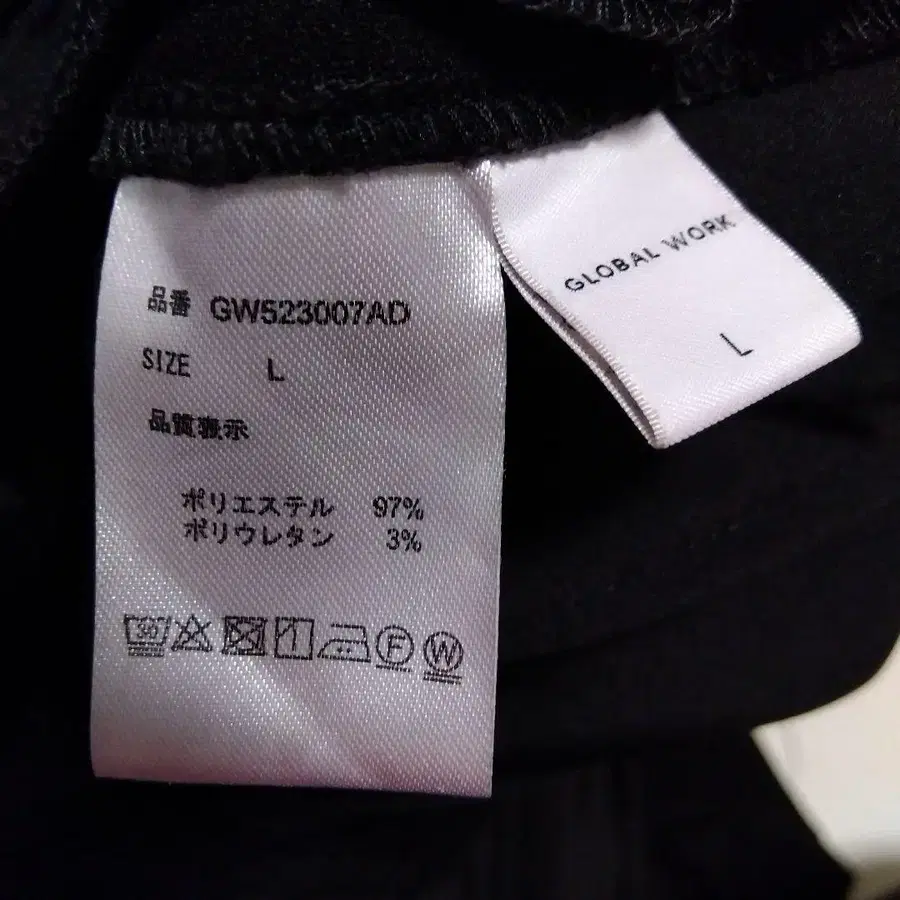 品番 GW523007AD
SIZE L
品質表示
ポリエステル 97%
ポリウレタン 3%
30
F
W
GLOBAL WORK
L